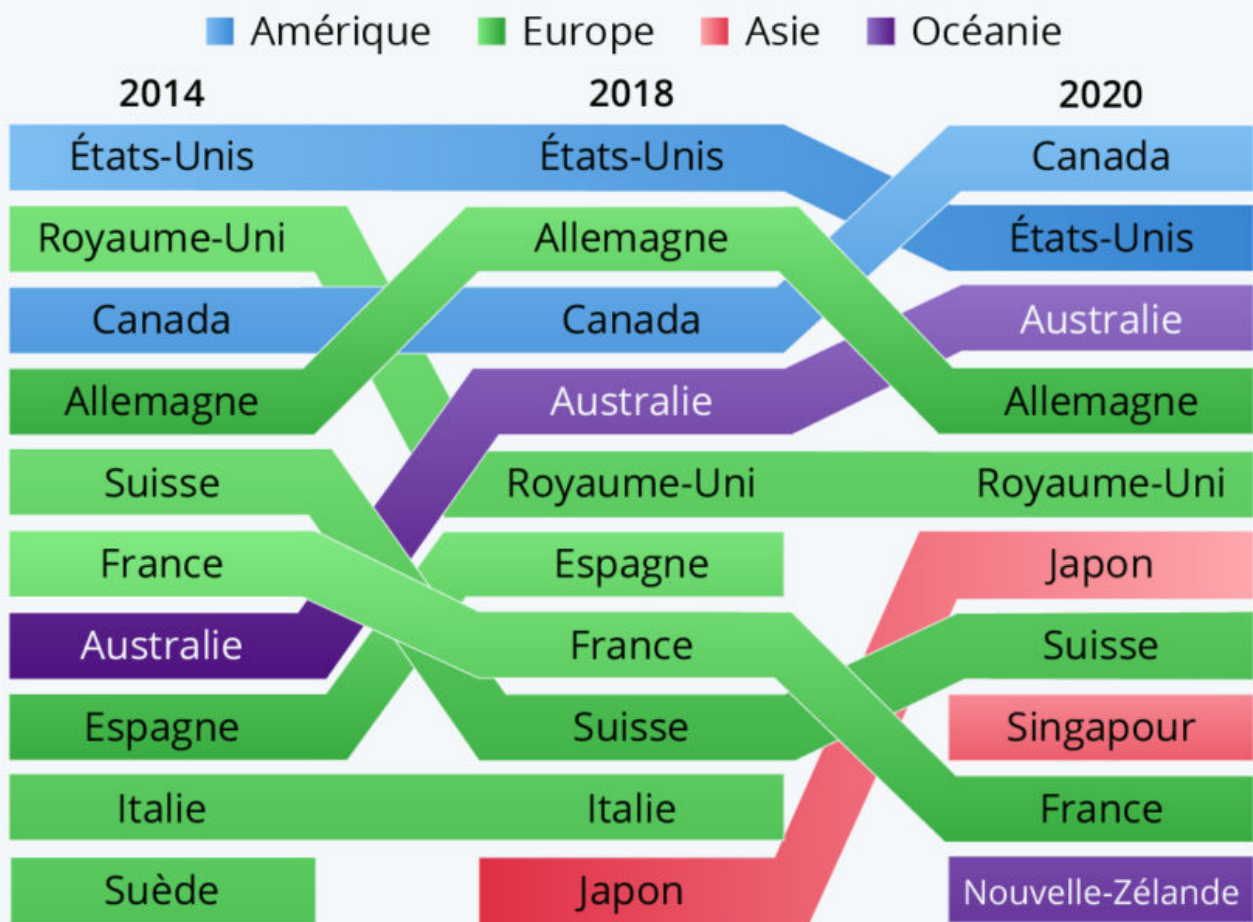 Amérique Europe Asie Océanie
2014 2018 2020
États-Unis États-Unis Canada
Royaume-Uni Allemagne États-Unis
Canada Canada Australie
Allemagne Australie Allemagne
Suisse Royaume-Uni Royaume-Uni
France Espagne Japon
Australie France Suisse
Espagne Suisse Singapour
Italie Italie France
Suède Japon Nouvelle-Zélande